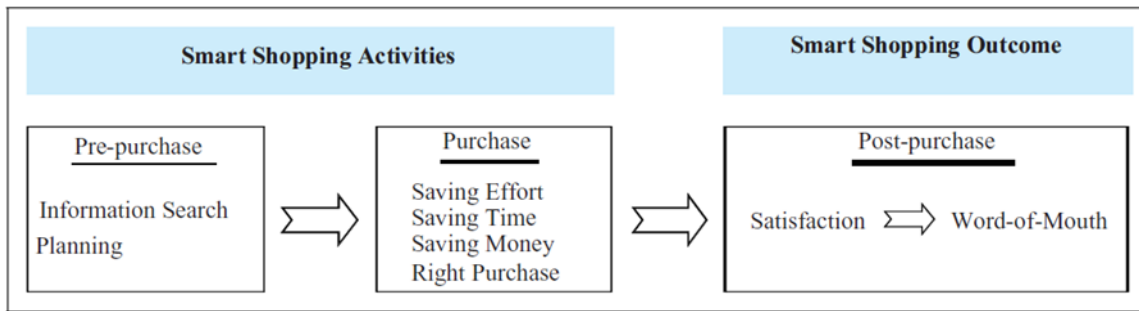 Smart Shopping Activities
Smart Shopping Outcome
Pre-purchase
Information Search
Planning
Purchase
Saving Effort
Saving Time
Saving Money
Right Purchase
Post-purchase
Satisfaction
Word-of-Mouth